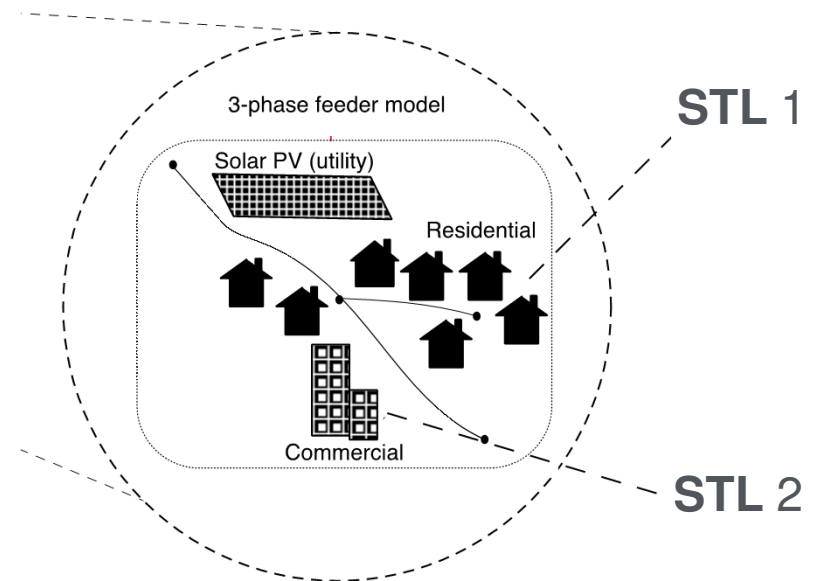 3-phase feeder model
STL 1
Solar PV (utility)
Residential
Commercial
STL 2